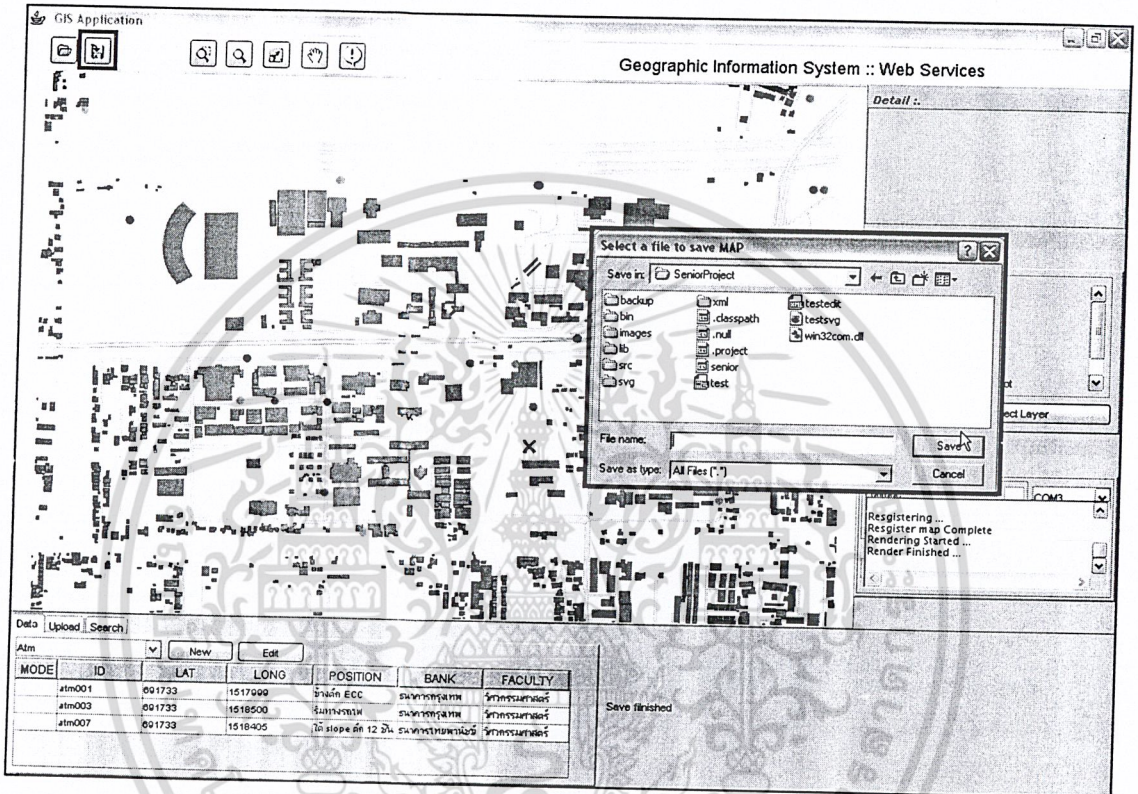 GIS Application
Geographic Information System :: Web Services
Detail :.
Select a file to save MAP
Save in: SeniorProject
backup
bin
images
lib
src
svg
xml
.classpath
.null
.project
senior
test
testedit
testsvg
win32com.dll
File name:
Save
Save as type: All Files (*.*)
Cancel
ect Layer
COM3
Resgistering ...
Resgister map Complete
Rendering Started ...
Render Finished ...
Data Upload Search
Atm New Edit
MODE ID LAT LONG POSITION BANK FACULTY
atm001 691733 1517999 ข้างตึก ECC ธนาคารกรุงเทพ วิศวกรรมศาสตร์
atm003 691733 1518500 ริมทางรถไฟ ธนาคารกรุงเทพ วิศวกรรมศาสตร์
atm007 691733 1518405 ใต้ slope ตึก 12 ชั้น ธนาคารไทยพาณิชย์ วิศวกรรมศาสตร์
Save filnished